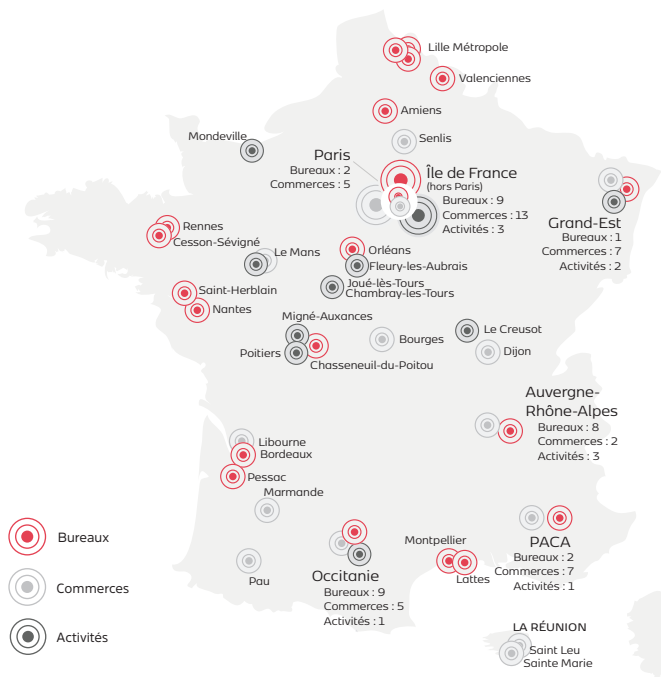 Lille Métropole
Valenciennes
Amiens
Senlis
Mondeville
Paris
Bureaux : 2
Commerces : 5
Île de France
(hors Paris)
Bureaux : 9
Commerces : 13
Activités : 3
Grand-Est
Bureaux : 1
Commerces : 7
Activités : 2
Rennes
Cesson-Sévigné
Le Mans
Orléans
Fleury-les-Aubrais
Joué-lès-Tours
Chambray-les-Tours
Saint-Herblain
Nantes
Migné-Auxances
Poitiers
Chasseneuil-du-Poitou
Bourges
Le Creusot
Dijon
Auvergne-
Rhône-Alpes
Bureaux : 8
Commerces : 2
Activités : 3
Libourne
Bordeaux
Pessac
Marmande
Pau
Occitanie
Bureaux : 9
Commerces : 5
Activités : 1
Montpellier
Lattes
PACA
Bureaux : 2
Commerces : 7
Activités : 1
LA RÉUNION
Saint Leu
Sainte Marie
Bureaux
Commerces
Activités